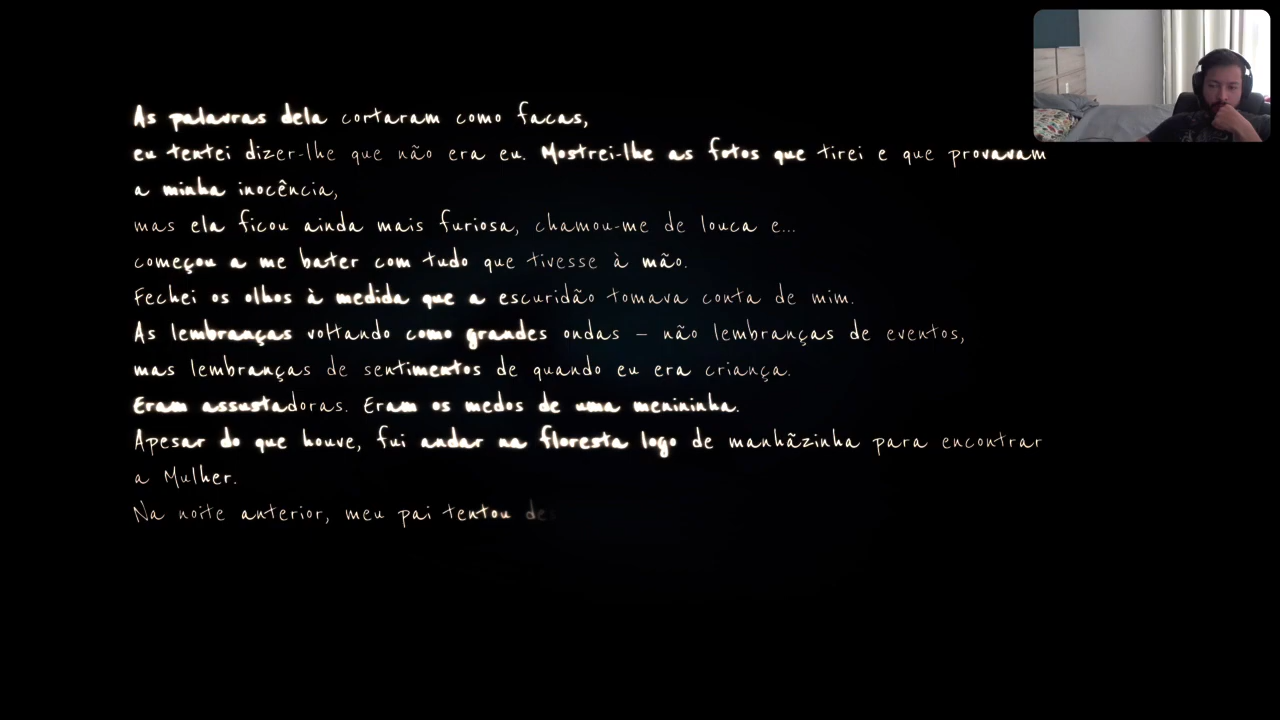 As palavras dela cortaram como facas,
eu tentei dizer-lhe que não era eu. Mostrei-lhe as fotos que tirei e que provavam
a minha inocência,
mas ela ficou ainda mais furiosa, chamou-me de louca e...
começou a me bater com tudo que tivesse à mão.
Fechei os olhos à medida que a escuridão tomava conta de mim.
As lembranças voltando como grandes ondas – não lembranças de eventos,
mas lembranças de sentimentos de quando eu era criança.
Eram assustadoras. Eram os medos de uma menininha.
Apesar do que houve, fui andar na floresta logo de manhãzinha para encontrar
a Mulher.
Na noite anterior, meu pai tentou des